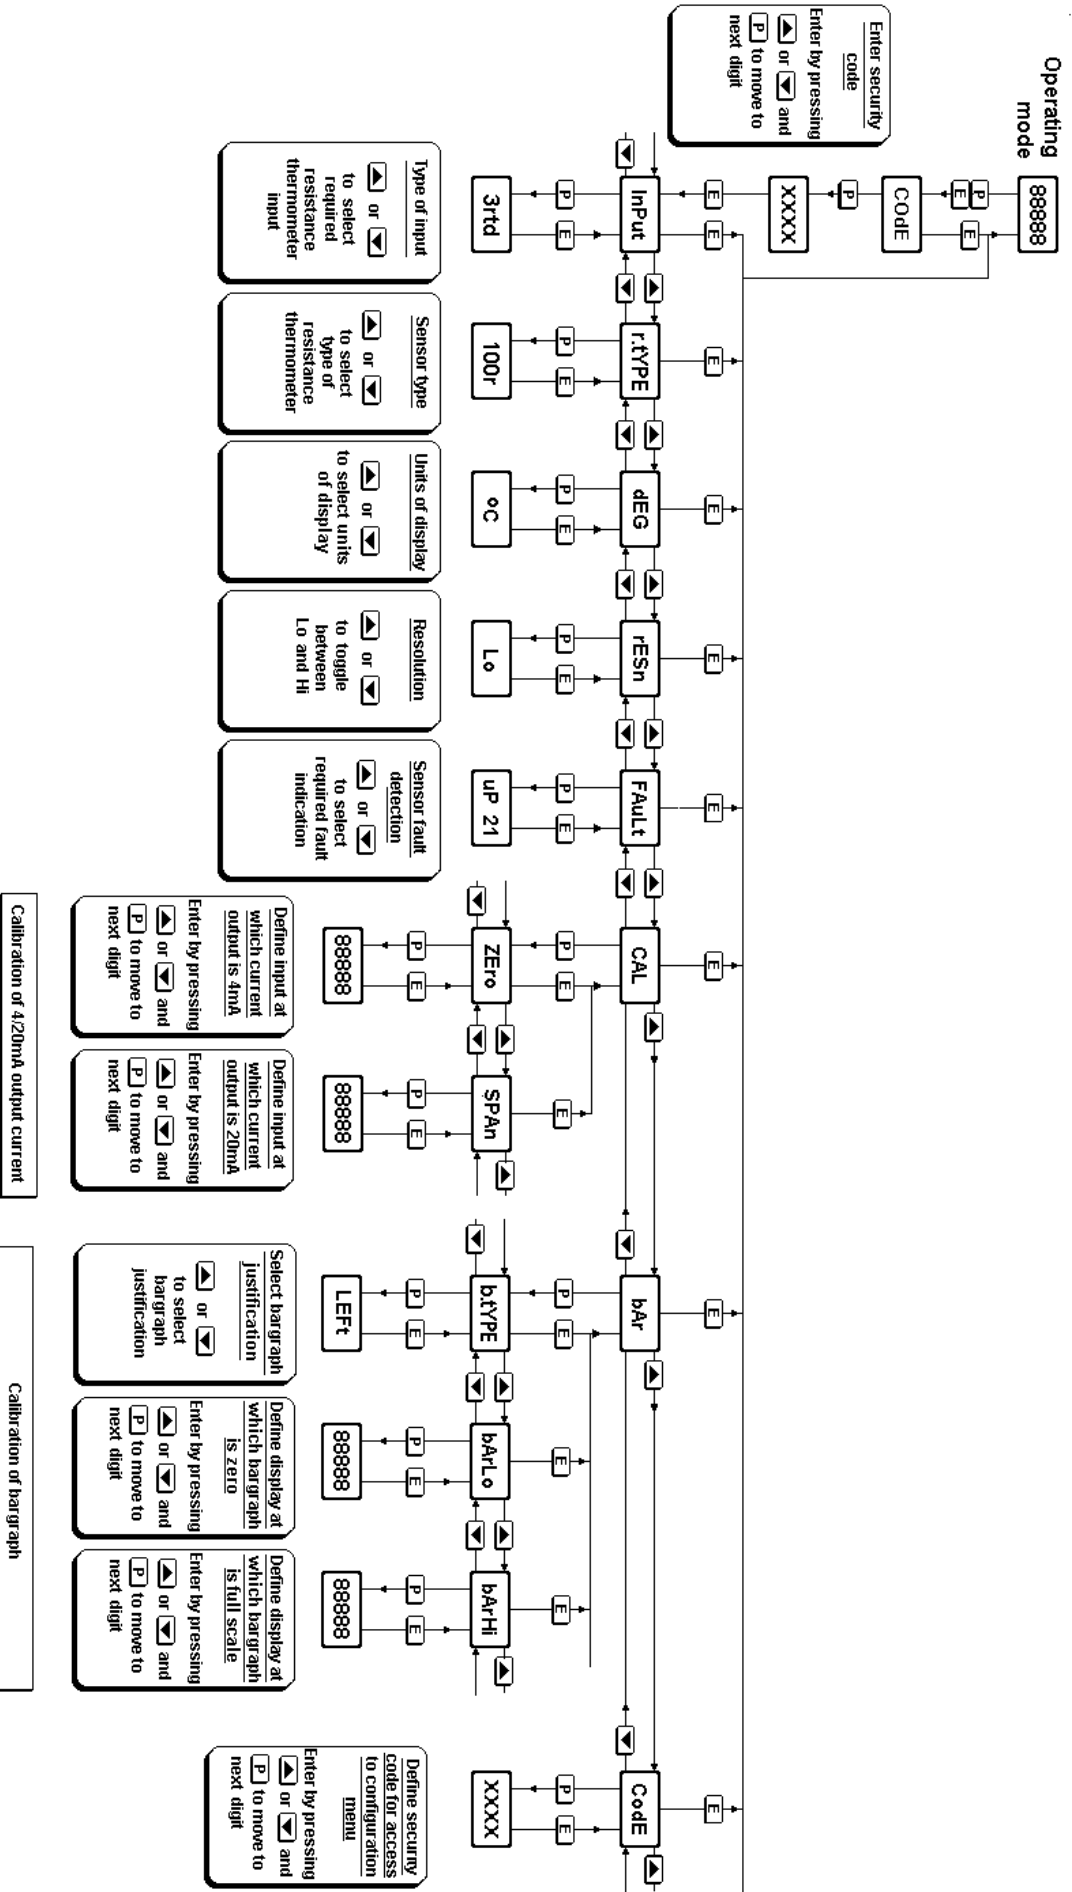 Operating
mode
88888
P
E
E
COdE
P
XXXX
E
E
Enter security
code
Enter by pressing
▲ or ▼ and
P to move to
next digit
InPut
P
E
3rtd
Type of input
▲ or ▼
to select
required
resistance
thermometer
input
E
r.tYPE
P
E
100r
Sensor type
▲ or ▼
to select
type of
resistance
thermometer
E
dEG
P
E
ºC
Units of display
▲ or ▼
to select units
of display
E
rESn
P
E
Lo
Resolution
▲ or ▼
to toggle
between
Lo and Hi
E
FAuLt
P
E
uP 21
Sensor fault
detection
▲ or ▼
to select
required fault
indication
E
CAL
P
E
ZEro
P
E
88888
Define input at
which current
output is 4mA
Enter by pressing
▲ or ▼ and
P to move to
next digit
E
SPAn
P
E
88888
Define input at
which current
output is 20mA
Enter by pressing
▲ or ▼ and
P to move to
next digit
Calibration of 4/20mA output current
E
bAr
P
E
b.tYPE
P
E
LEFt
Select bargraph
justification
▲ or ▼
to select
bargraph
justification
E
bArLo
P
E
88888
Define display at
which bargraph
is zero
Enter by pressing
▲ or ▼ and
P to move to
next digit
E
bArHi
P
E
88888
Define display at
which bargraph
is full scale
Enter by pressing
▲ or ▼ and
P to move to
next digit
Calibration of bargraph
E
CodE
P
E
XXXX
Define security
code for access
to configuration
menu
Enter by pressing
▲ or ▼ and
P to move to
next digit